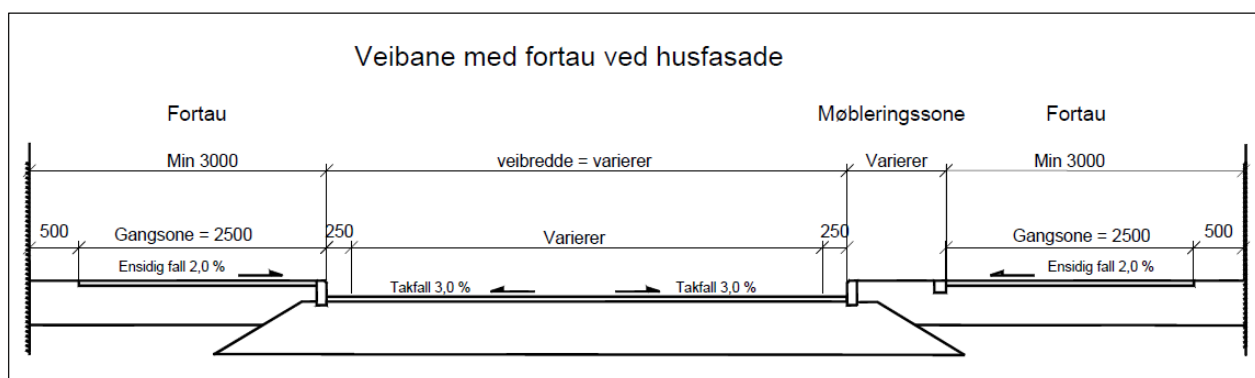 Veibane med fortau ved husfasade
Fortau
Møbleringssone
Fortau
Min 3000
veibredde = varierer
Varierer
Min 3000
500
Gangsone = 2500
250
Varierer
250
Gangsone = 2500
500
Ensidig fall 2,0 %
Takfall 3,0 %
Takfall 3,0 %
Ensidig fall 2,0 %